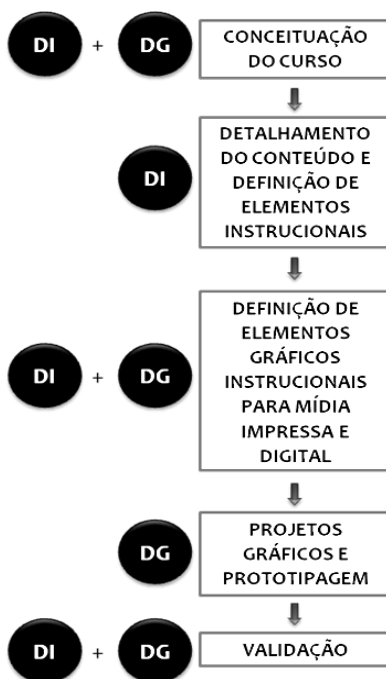 DI + DG
CONCEITUAÇÃO
DO CURSO
DI
DETALHAMENTO
DO CONTEÚDO E
DEFINIÇÃO DE
ELEMENTOS
INSTRUCIONAIS
DI + DG
DEFINIÇÃO DE
ELEMENTOS
GRÁFICOS
INSTRUCIONAIS
PARA MÍDIA
IMPRESSA E
DIGITAL
DG
PROJETOS
GRÁFICOS E
PROTOTIPAGEM
DI + DG
VALIDAÇÃO